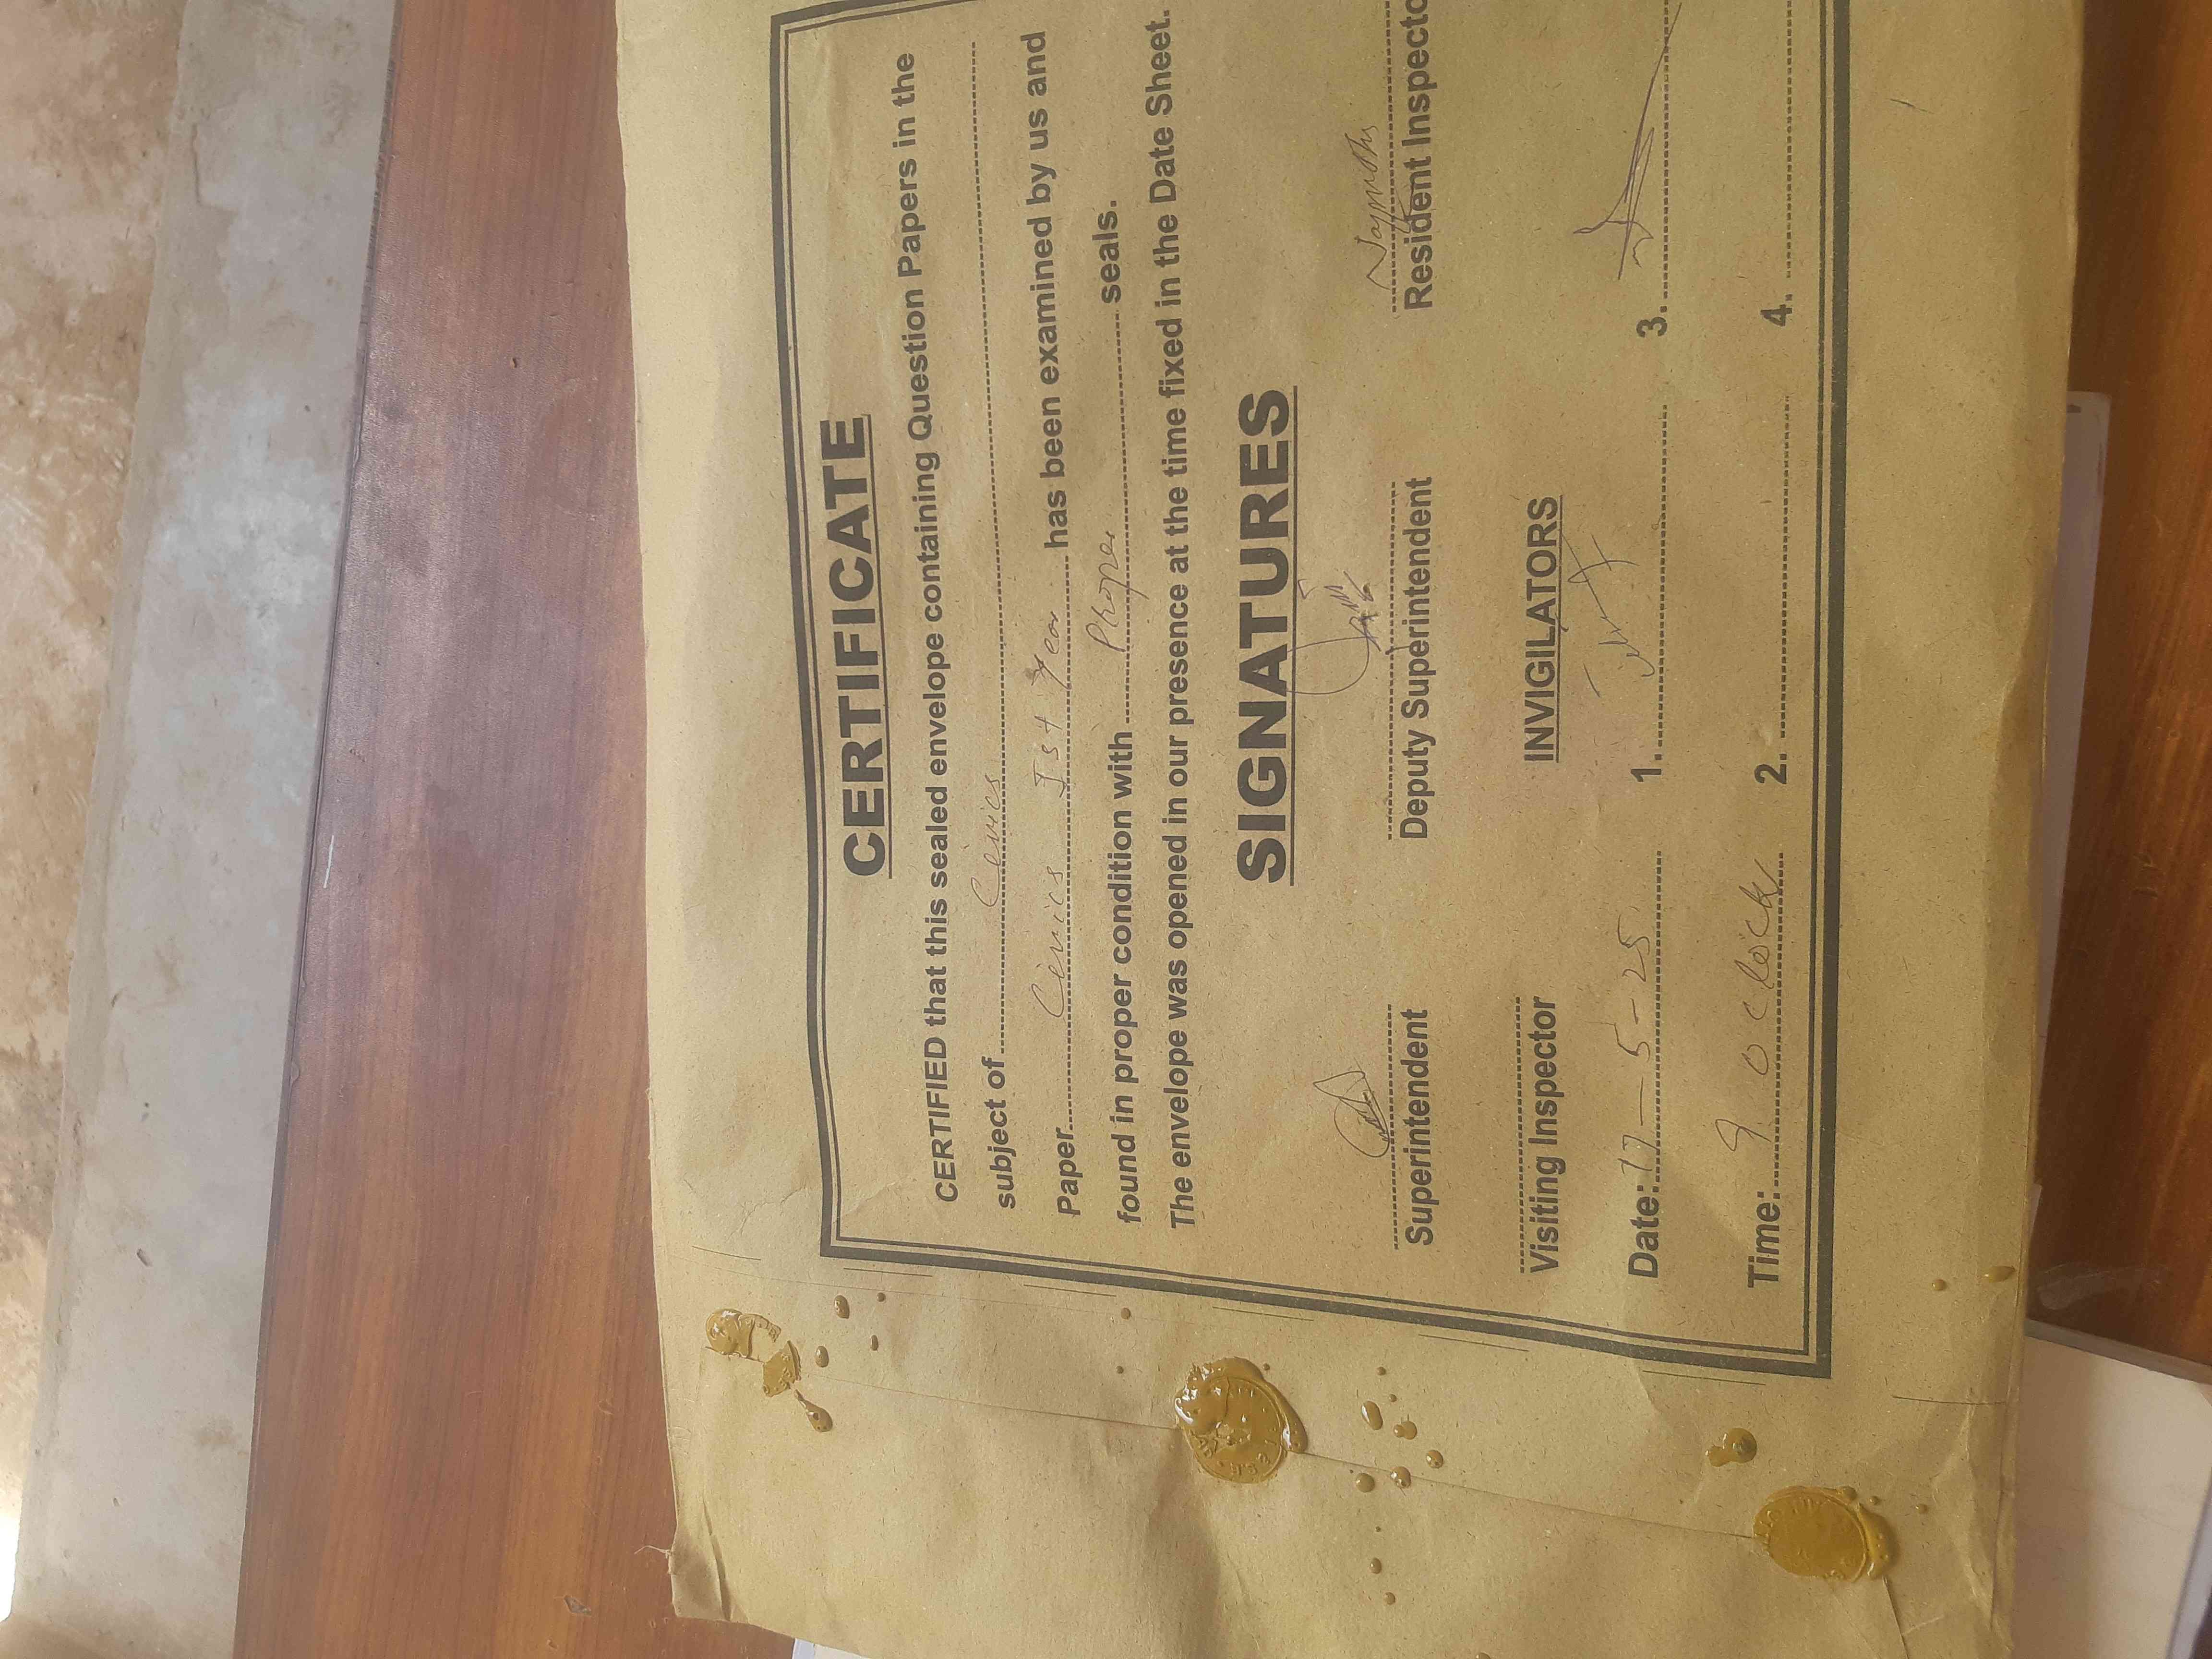 CERTIFICATE
CERTIFIED that this sealed envelope containing Question Papers in the
subject of Civics
Paper Civics Ist Year has been examined by us and
found in proper condition with Proper seals.
The envelope was opened in our presence at the time fixed in the Date Sheet.
SIGNATURES
Superintendent Deputy Superintendent Resident Inspecto
Visiting Inspector INVIGILATORS
Date: 17-5-25 1. 3.
Time: 9 o clock 2. 4.